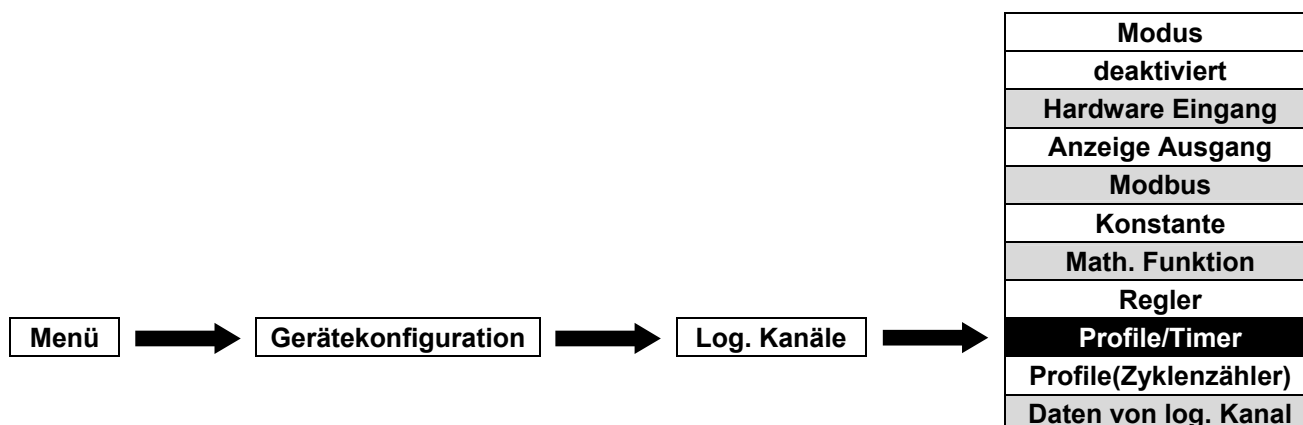 Modus
deaktiviert
Hardware Eingang
Anzeige Ausgang
Modbus
Konstante
Math. Funktion
Regler
Menü Gerätekonfiguration Log. Kanäle Profile/Timer
Profile(Zyklenzähler)
Daten von log. Kanal